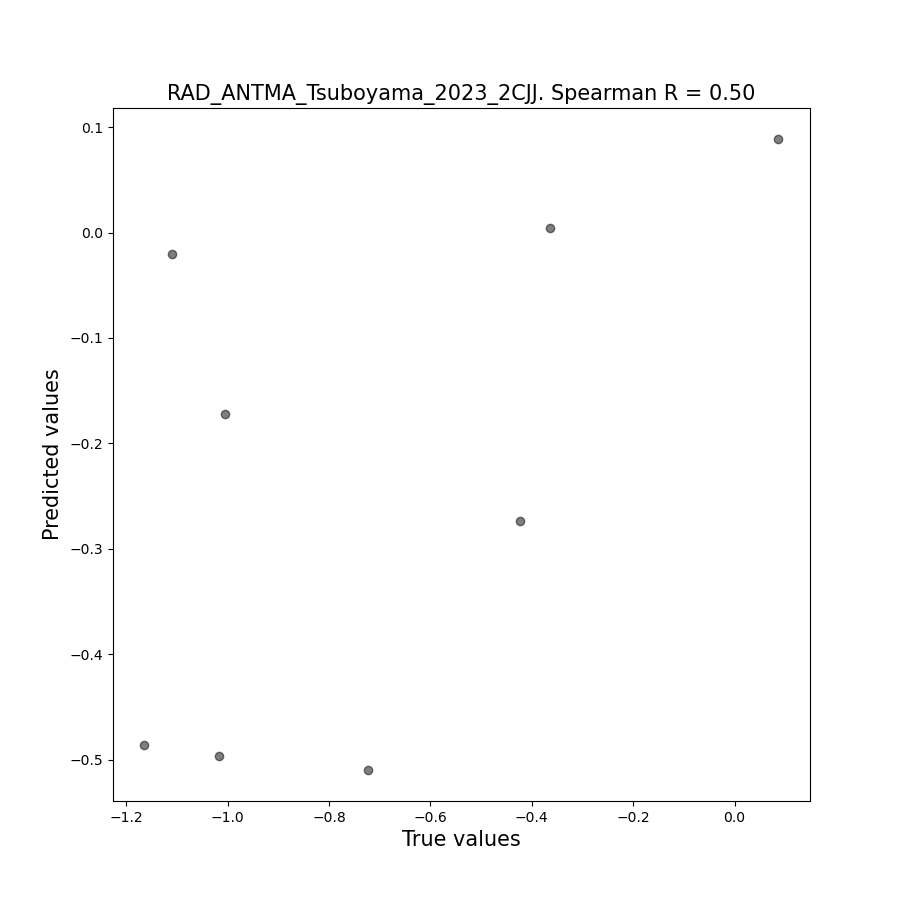 RAD_ANTMA_Tsuboyama_2023_2CJJ. Spearman R = 0.50
0.1
0.0
−0.1
−0.2
−0.3
−0.4
−0.5
Predicted values
−1.2 −1.0 −0.8 −0.6 −0.4 −0.2 0.0
True values